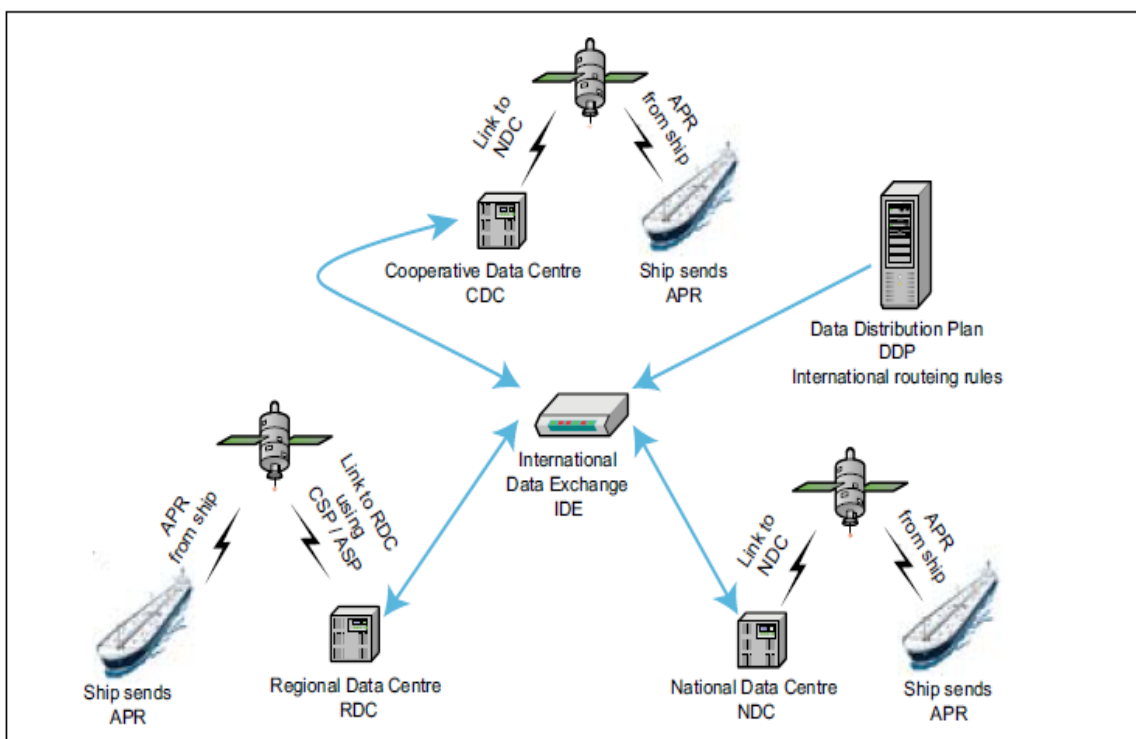 Link to
NDC
APR
from ship
Cooperative Data Centre
CDC
Ship sends
APR
Data Distribution Plan
DDP
International routeing rules
International
Data Exchange
IDE
APR
from ship
Link to RDC
using
CSP / ASP
Link to
NDC
APR
from ship
Ship sends
APR
Regional Data Centre
RDC
National Data Centre
NDC
Ship sends
APR